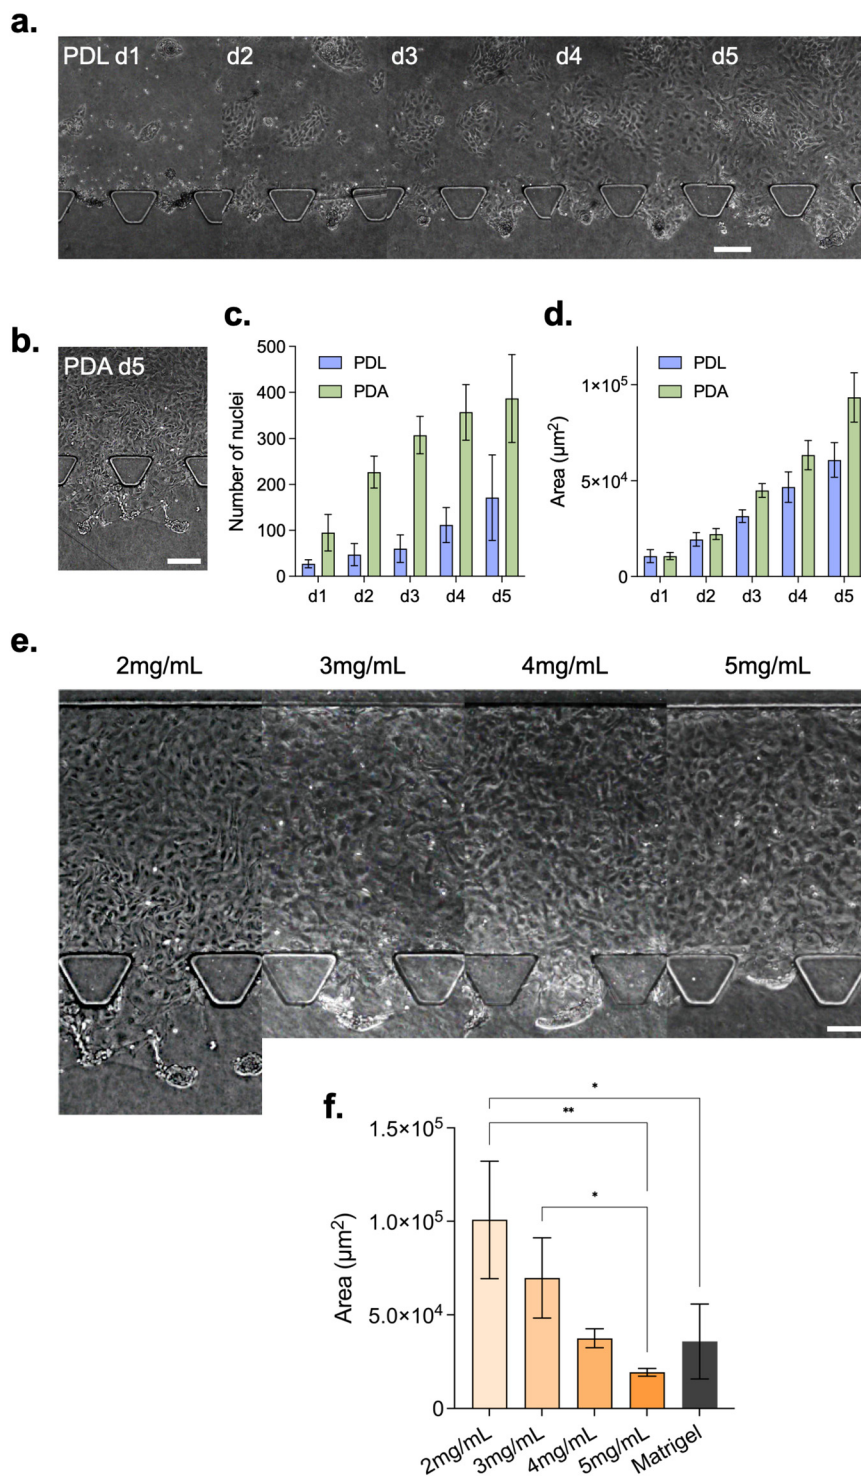 a.
PDL d1 d2 d3 d4 d5
b.
PDA d5
c.
Number of nuclei
500
400
300
200
100
0
PDL
PDA
d1 d2 d3 d4 d5
d.
Area (µm²)
1×10⁵
5×10⁴
0
PDL
PDA
d1 d2 d3 d4 d5
e.
2mg/mL 3mg/mL 4mg/mL 5mg/mL
f.
Area (µm²)
1.5×10⁵
1.0×10⁵
5.0×10⁴
0
*
**
*
2mg/mL 3mg/mL 4mg/mL 5mg/mL Matrigel